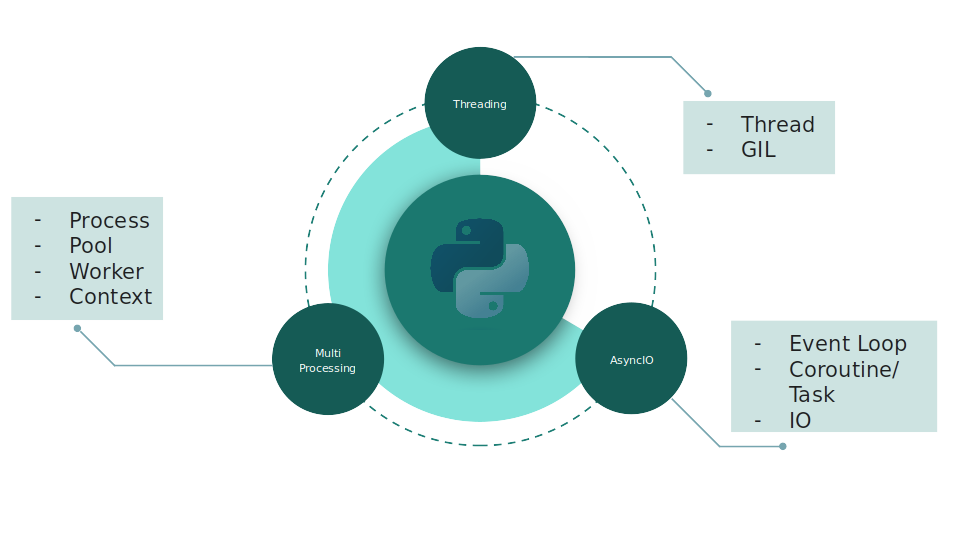 Threading
- Thread
- GIL
- Process
- Pool
- Worker
- Context
Multi
Processing
AsyncIO
- Event Loop
- Coroutine/
Task
- IO